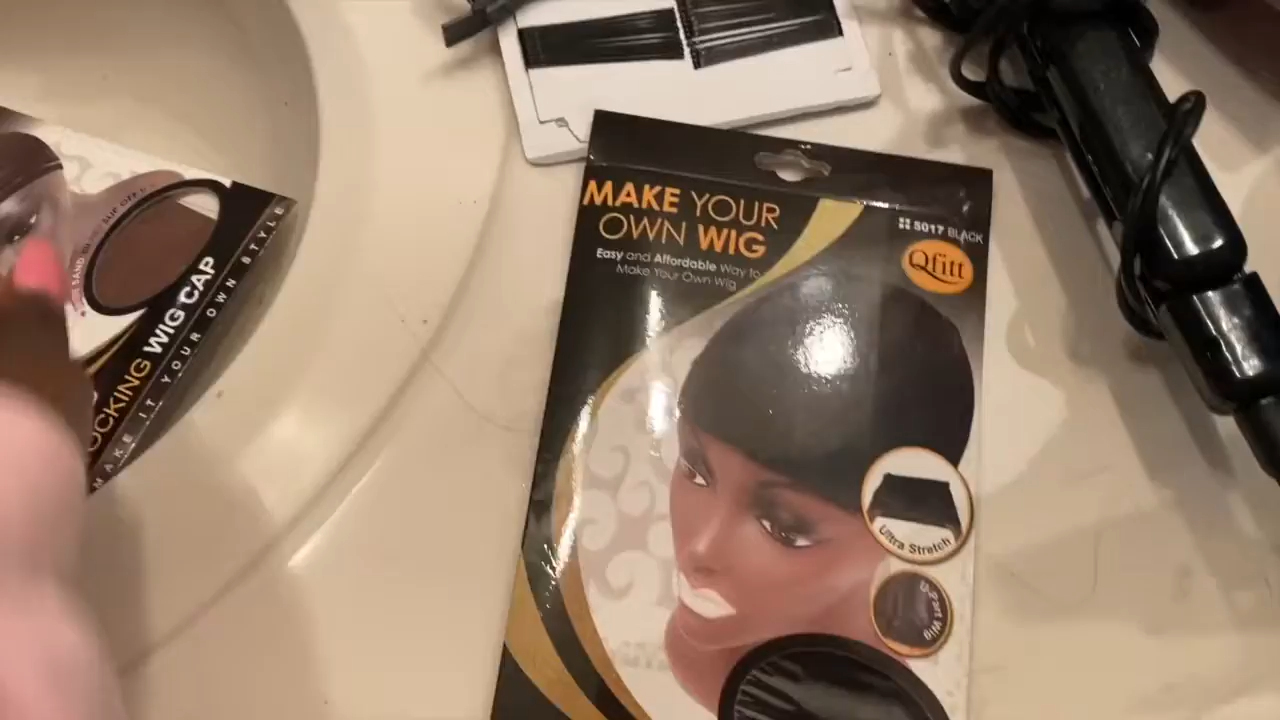 MAKE YOUR
OWN WIG
Easy and Affordable Way to
Make Your Own Wig
5017 BLACK
Qfitt
Ultra Stretch
OCKING WIG CAP
MAKE IT YOUR OWN STYLE